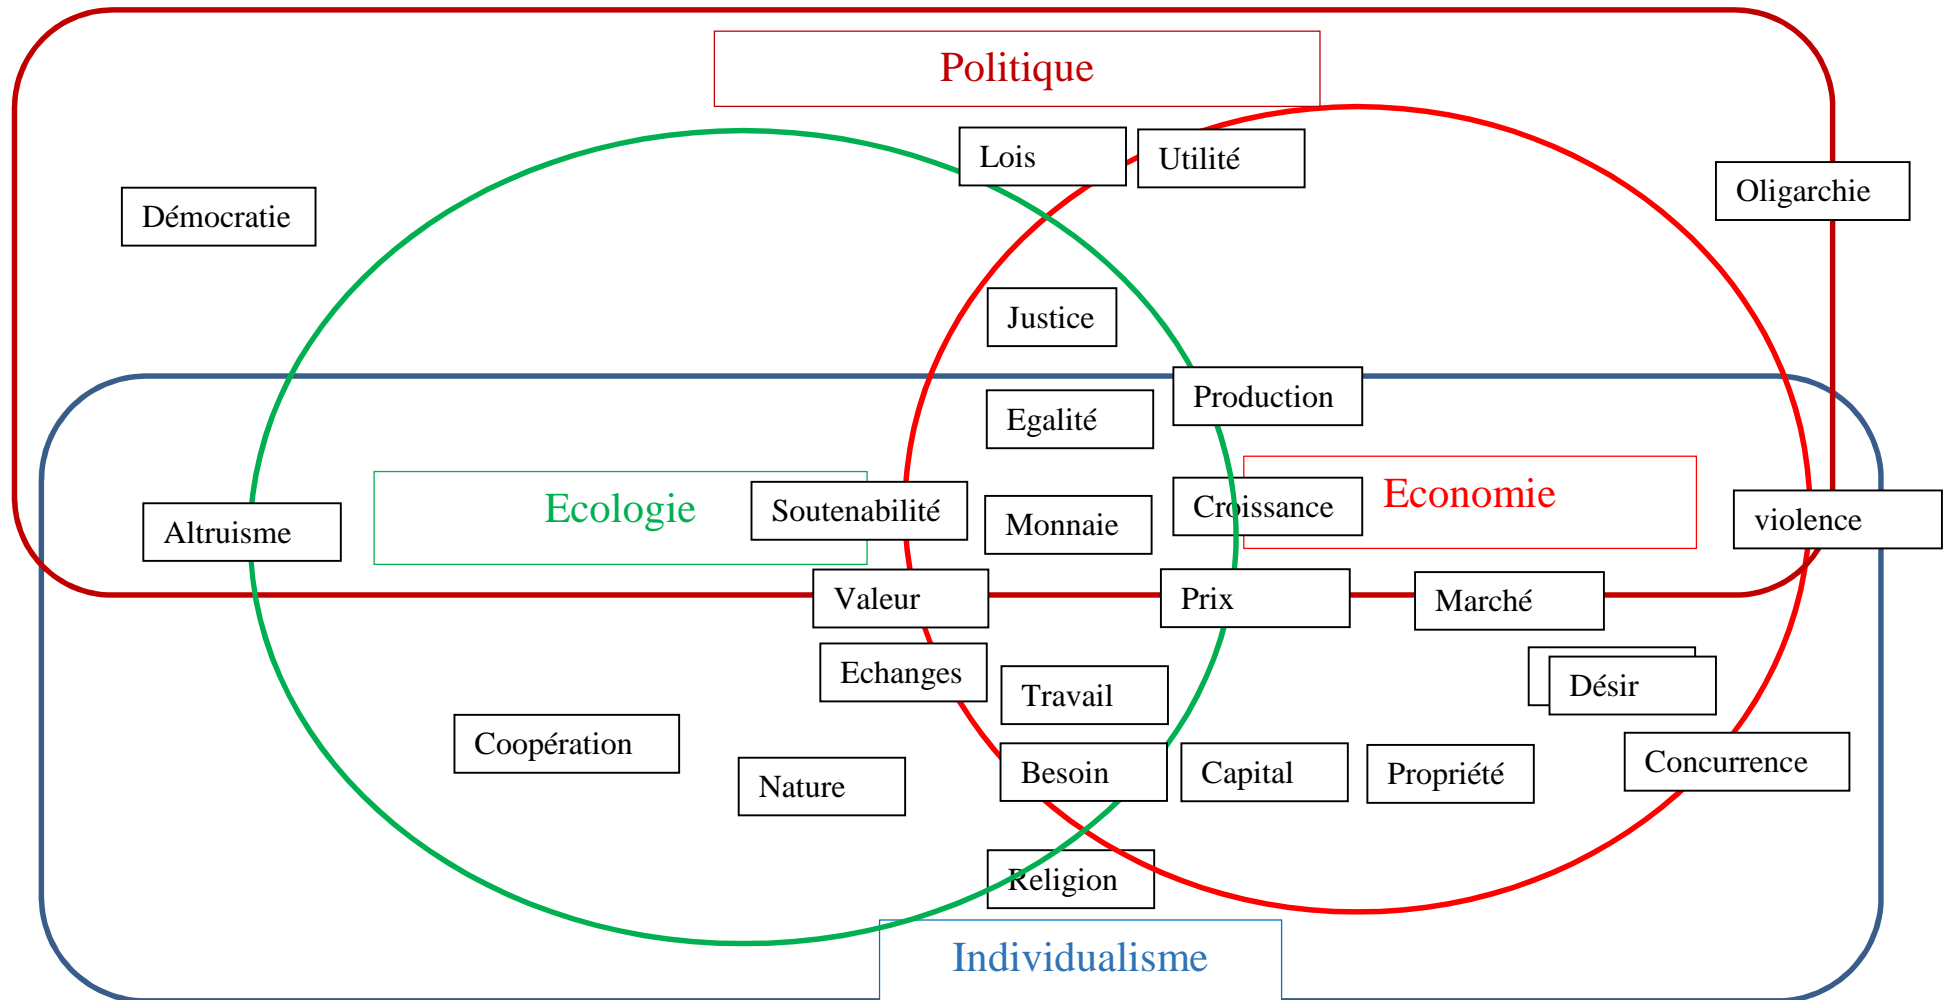 Politique
Lois
Utilité
Oligarchie
Démocratie
Justice
Production
Egalité
Croissance
Economie
Ecologie
Soutenabilité
Monnaie
violence
Altruisme
Valeur
Prix
Marché
Echanges
Travail
Désir
Coopération
Nature
Besoin
Capital
Propriété
Concurrence
Religion
Individualisme